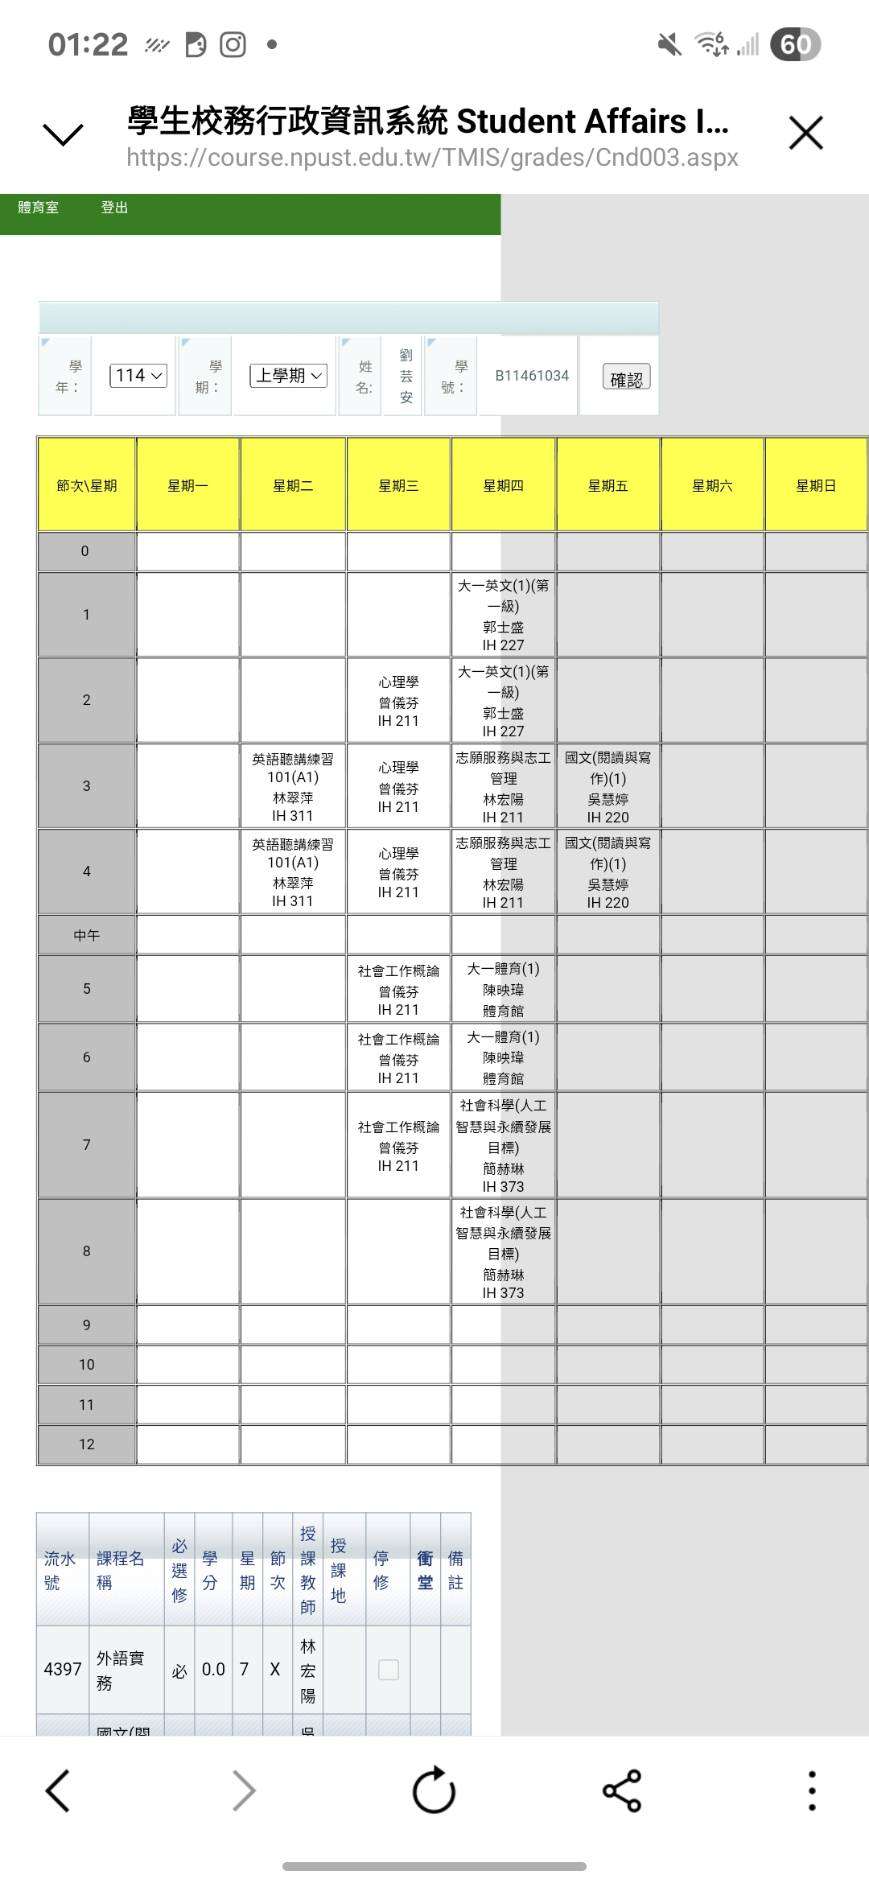 01:22
60
學生校務行政資訊系統 Student Affairs I...
https://course.npust.edu.tw/TMIS/grades/Cnd003.aspx
體育室 登出
學年： 114 學期： 上學期 姓名: 劉芸安 學號： B11461034 確認
節次\星期 星期一 星期二 星期三 星期四 星期五 星期六 星期日
0
1
大一英文(1)(第一級)
郭士盛
IH 227
2
心理學
曾儀芬
IH 211
大一英文(1)(第一級)
郭士盛
IH 227
3
英語聽講練習101(A1)
林翠萍
IH 311
心理學
曾儀芬
IH 211
志願服務與志工管理
林宏陽
IH 211
國文(閱讀與寫作)(1)
吳慧婷
IH 220
4
英語聽講練習101(A1)
林翠萍
IH 311
心理學
曾儀芬
IH 211
志願服務與志工管理
林宏陽
IH 211
國文(閱讀與寫作)(1)
吳慧婷
IH 220
中午
5
社會工作概論
曾儀芬
IH 211
大一體育(1)
陳映瑋
體育館
6
社會工作概論
曾儀芬
IH 211
大一體育(1)
陳映瑋
體育館
7
社會工作概論
曾儀芬
IH 211
社會科學(人工智慧與永續發展目標)
簡赫琳
IH 373
8
社會科學(人工智慧與永續發展目標)
簡赫琳
IH 373
9
10
11
12
流水號 課程名稱 必選修 學分 星期 節次 授課教師 授課地 停修 衝堂 備註
4397 外語實務 必 0.0 7 X 林宏陽
國文(閱 吳